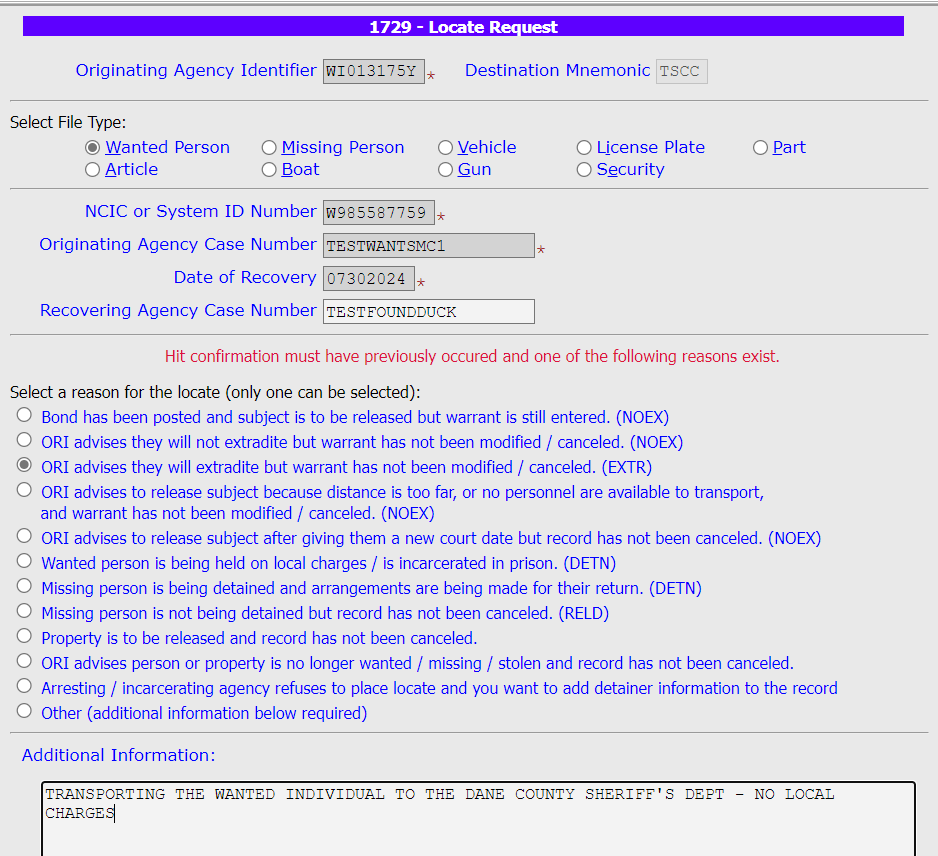 1729 - Locate Request
Originating Agency Identifier WI013175Y * Destination Mnemonic TSCC
Select File Type:
Wanted Person Missing Person Vehicle License Plate Part
Article Boat Gun Security
NCIC or System ID Number W985587759 *
Originating Agency Case Number TESTWANTSMC1 *
Date of Recovery 07302024 *
Recovering Agency Case Number TESTFOUNDDUCK
Hit confirmation must have previously occured and one of the following reasons exist.
Select a reason for the locate (only one can be selected):
Bond has been posted and subject is to be released but warrant is still entered. (NOEX)
ORI advises they will not extradite but warrant has not been modified / canceled. (NOEX)
ORI advises they will extradite but warrant has not been modified / canceled. (EXTR)
ORI advises to release subject because distance is too far, or no personnel are available to transport,
and warrant has not been modified / canceled. (NOEX)
ORI advises to release subject after giving them a new court date but record has not been canceled. (NOEX)
Wanted person is being held on local charges / is incarcerated in prison. (DETN)
Missing person is being detained and arrangements are being made for their return. (DETN)
Missing person is not being detained but record has not been canceled. (RELD)
Property is to be released and record has not been canceled.
ORI advises person or property is no longer wanted / missing / stolen and record has not been canceled.
Arresting / incarcerating agency refuses to place locate and you want to add detainer information to the record
Other (additional information below required)
Additional Information:
TRANSPORTING THE WANTED INDIVIDUAL TO THE DANE COUNTY SHERIFF'S DEPT - NO LOCAL
CHARGES